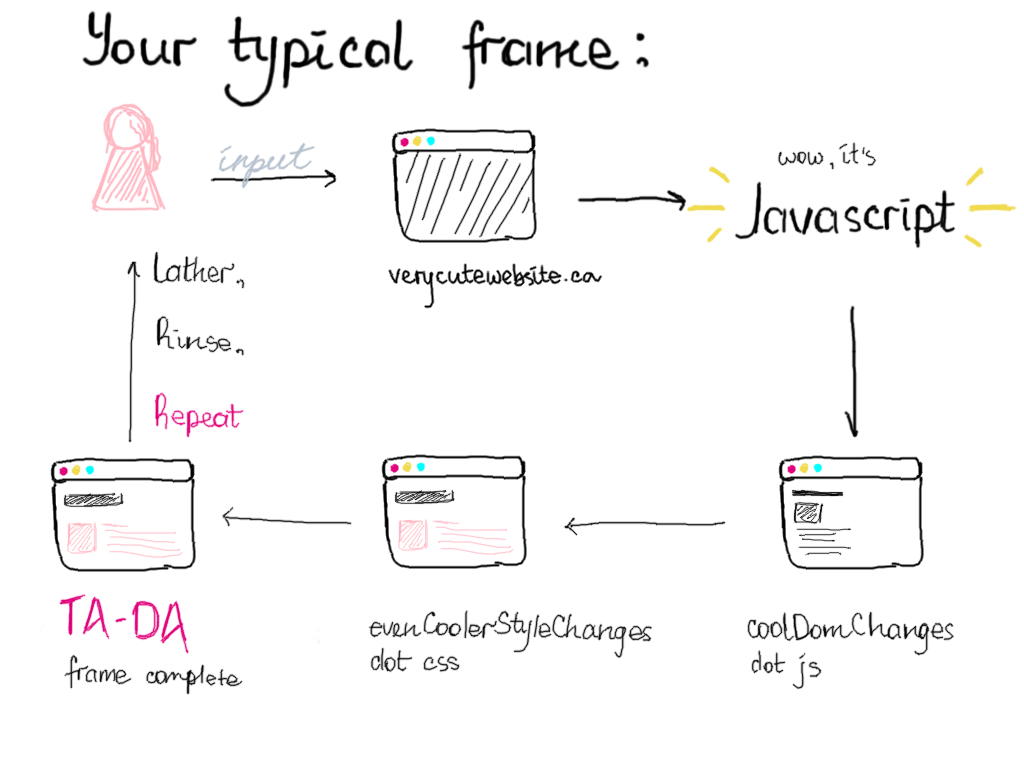 Your typical frame:
input
wow, it's
Javascript
verycutewebsite.ca
Lather,
Rinse,
Repeat
TA-DA
frame complete
evenCoolerStyleChanges
dot css
coolDomChanges
dot js